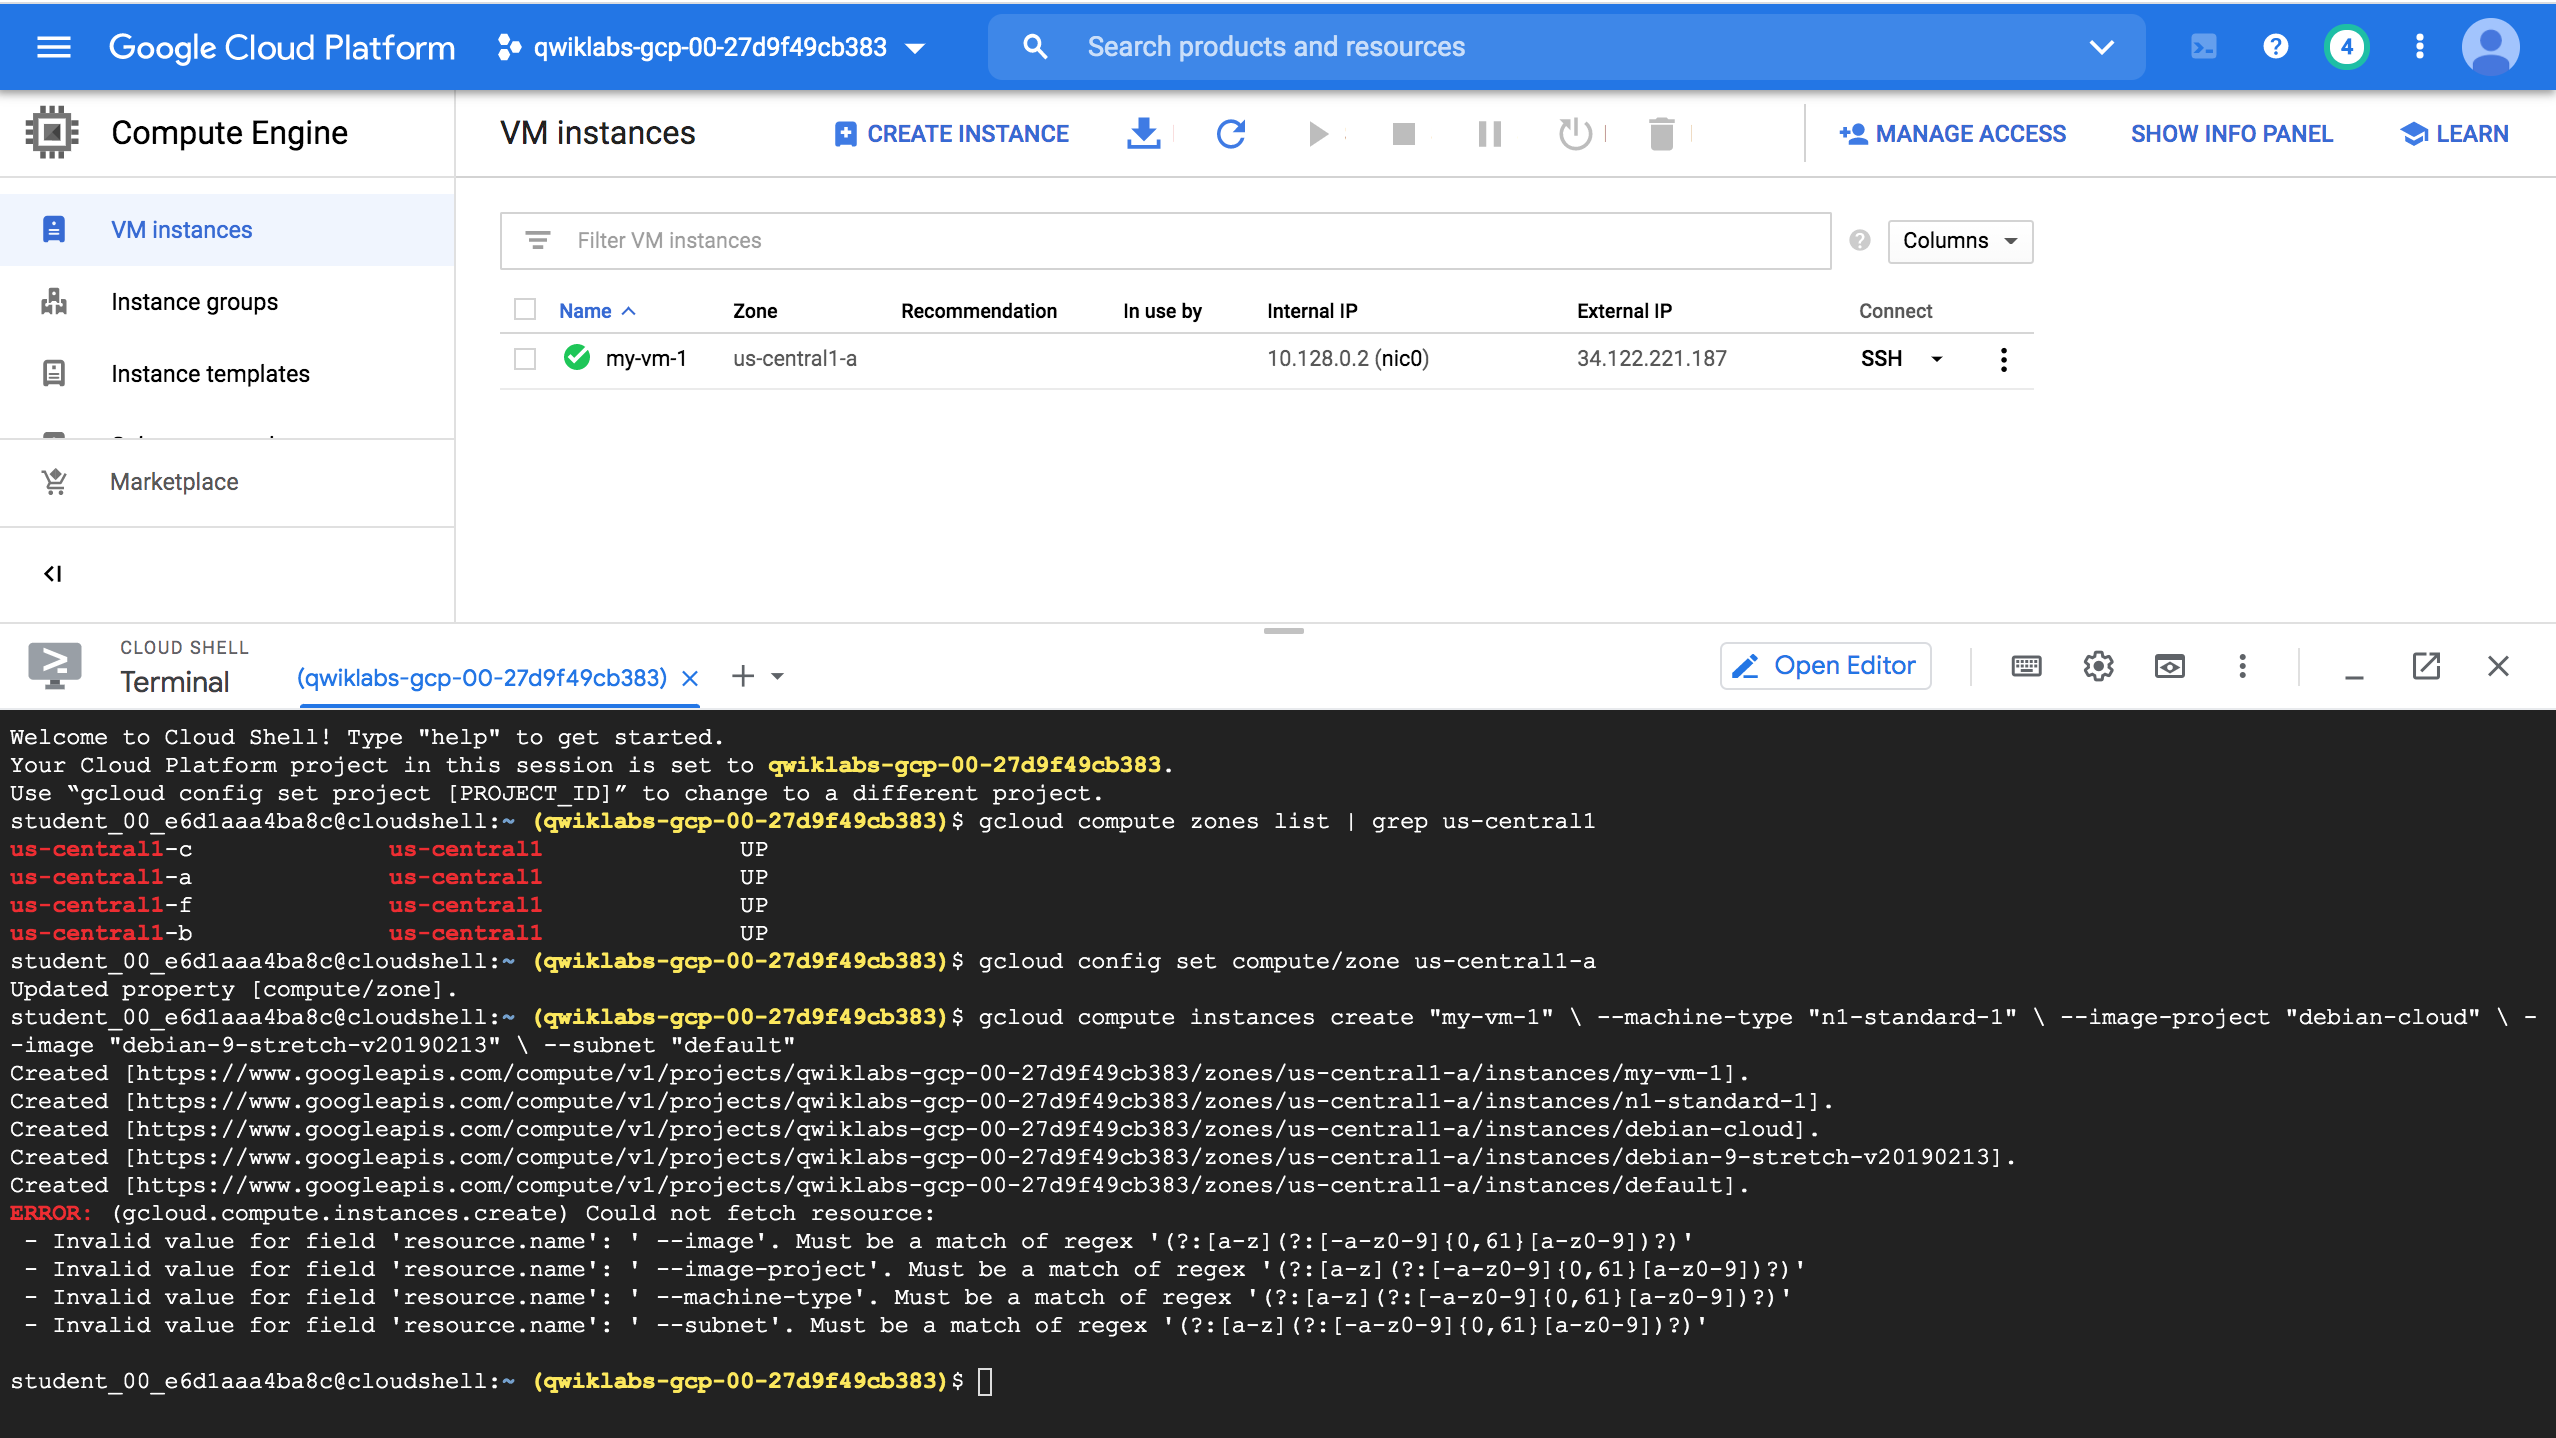 Google Cloud Platform
qwiklabs-gcp-00-27d9f49cb383
Search products and resources
4
Compute Engine
VM instances
CREATE INSTANCE
MANAGE ACCESS
SHOW INFO PANEL
LEARN
VM instances
Instance groups
Instance templates
Marketplace
Filter VM instances
Columns
Name Zone Recommendation In use by Internal IP External IP Connect
my-vm-1 us-central1-a 10.128.0.2 (nic0) 34.122.221.187 SSH
CLOUD SHELL
Terminal
(qwiklabs-gcp-00-27d9f49cb383)
Open Editor
Welcome to Cloud Shell! Type "help" to get started.
Your Cloud Platform project in this session is set to qwiklabs-gcp-00-27d9f49cb383.
Use “gcloud config set project [PROJECT_ID]” to change to a different project.
student_00_e6d1aaa4ba8c@cloudshell:~ (qwiklabs-gcp-00-27d9f49cb383)$ gcloud compute zones list | grep us-central1
us-central1-c us-central1 UP
us-central1-a us-central1 UP
us-central1-f us-central1 UP
us-central1-b us-central1 UP
student_00_e6d1aaa4ba8c@cloudshell:~ (qwiklabs-gcp-00-27d9f49cb383)$ gcloud config set compute/zone us-central1-a
Updated property [compute/zone].
student_00_e6d1aaa4ba8c@cloudshell:~ (qwiklabs-gcp-00-27d9f49cb383)$ gcloud compute instances create "my-vm-1" \ --machine-type "n1-standard-1" \ --image-project "debian-cloud" \ -
-image "debian-9-stretch-v20190213" \ --subnet "default"
Created [https://www.googleapis.com/compute/v1/projects/qwiklabs-gcp-00-27d9f49cb383/zones/us-central1-a/instances/my-vm-1].
Created [https://www.googleapis.com/compute/v1/projects/qwiklabs-gcp-00-27d9f49cb383/zones/us-central1-a/instances/n1-standard-1].
Created [https://www.googleapis.com/compute/v1/projects/qwiklabs-gcp-00-27d9f49cb383/zones/us-central1-a/instances/debian-cloud].
Created [https://www.googleapis.com/compute/v1/projects/qwiklabs-gcp-00-27d9f49cb383/zones/us-central1-a/instances/debian-9-stretch-v20190213].
Created [https://www.googleapis.com/compute/v1/projects/qwiklabs-gcp-00-27d9f49cb383/zones/us-central1-a/instances/default].
ERROR: (gcloud.compute.instances.create) Could not fetch resource:
- Invalid value for field 'resource.name': ' --image'. Must be a match of regex '(?:[a-z](?:[-a-z0-9]{0,61}[a-z0-9])?)'
- Invalid value for field 'resource.name': ' --image-project'. Must be a match of regex '(?:[a-z](?:[-a-z0-9]{0,61}[a-z0-9])?)'
- Invalid value for field 'resource.name': ' --machine-type'. Must be a match of regex '(?:[a-z](?:[-a-z0-9]{0,61}[a-z0-9])?)'
- Invalid value for field 'resource.name': ' --subnet'. Must be a match of regex '(?:[a-z](?:[-a-z0-9]{0,61}[a-z0-9])?)'
student_00_e6d1aaa4ba8c@cloudshell:~ (qwiklabs-gcp-00-27d9f49cb383)$